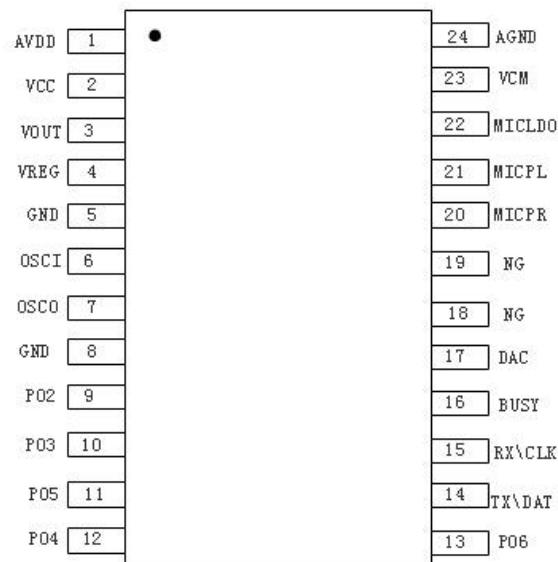 AVDD 1 24 AGND
VCC 2 23 VCM
VOUT 3 22 MICLDO
VREG 4 21 MICPL
GND 5 20 MICPR
OSCI 6 19 NG
OSCO 7 18 NG
GND 8 17 DAC
PO2 9 16 BUSY
PO3 10 15 RX\CLK
PO5 11 14 TX\DAT
PO4 12 13 PO6